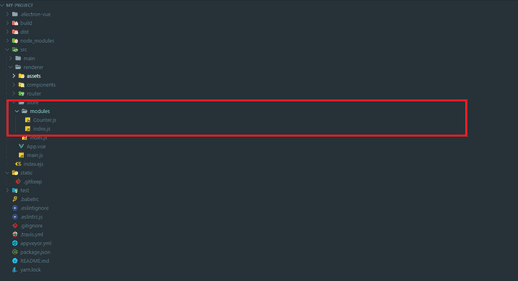 MY-PROJECT
.electron-vue
build
dist
node_modules
src
main
renderer
assets
components
router
store
modules
Counter.js
index.js
index.js
App.vue
main.js
index.ejs
static
.gitkeep
test
.babelrc
.eslintignore
.eslintrc.js
.gitignore
.travis.yml
appveyor.yml
package.json
README.md
yarn.lock